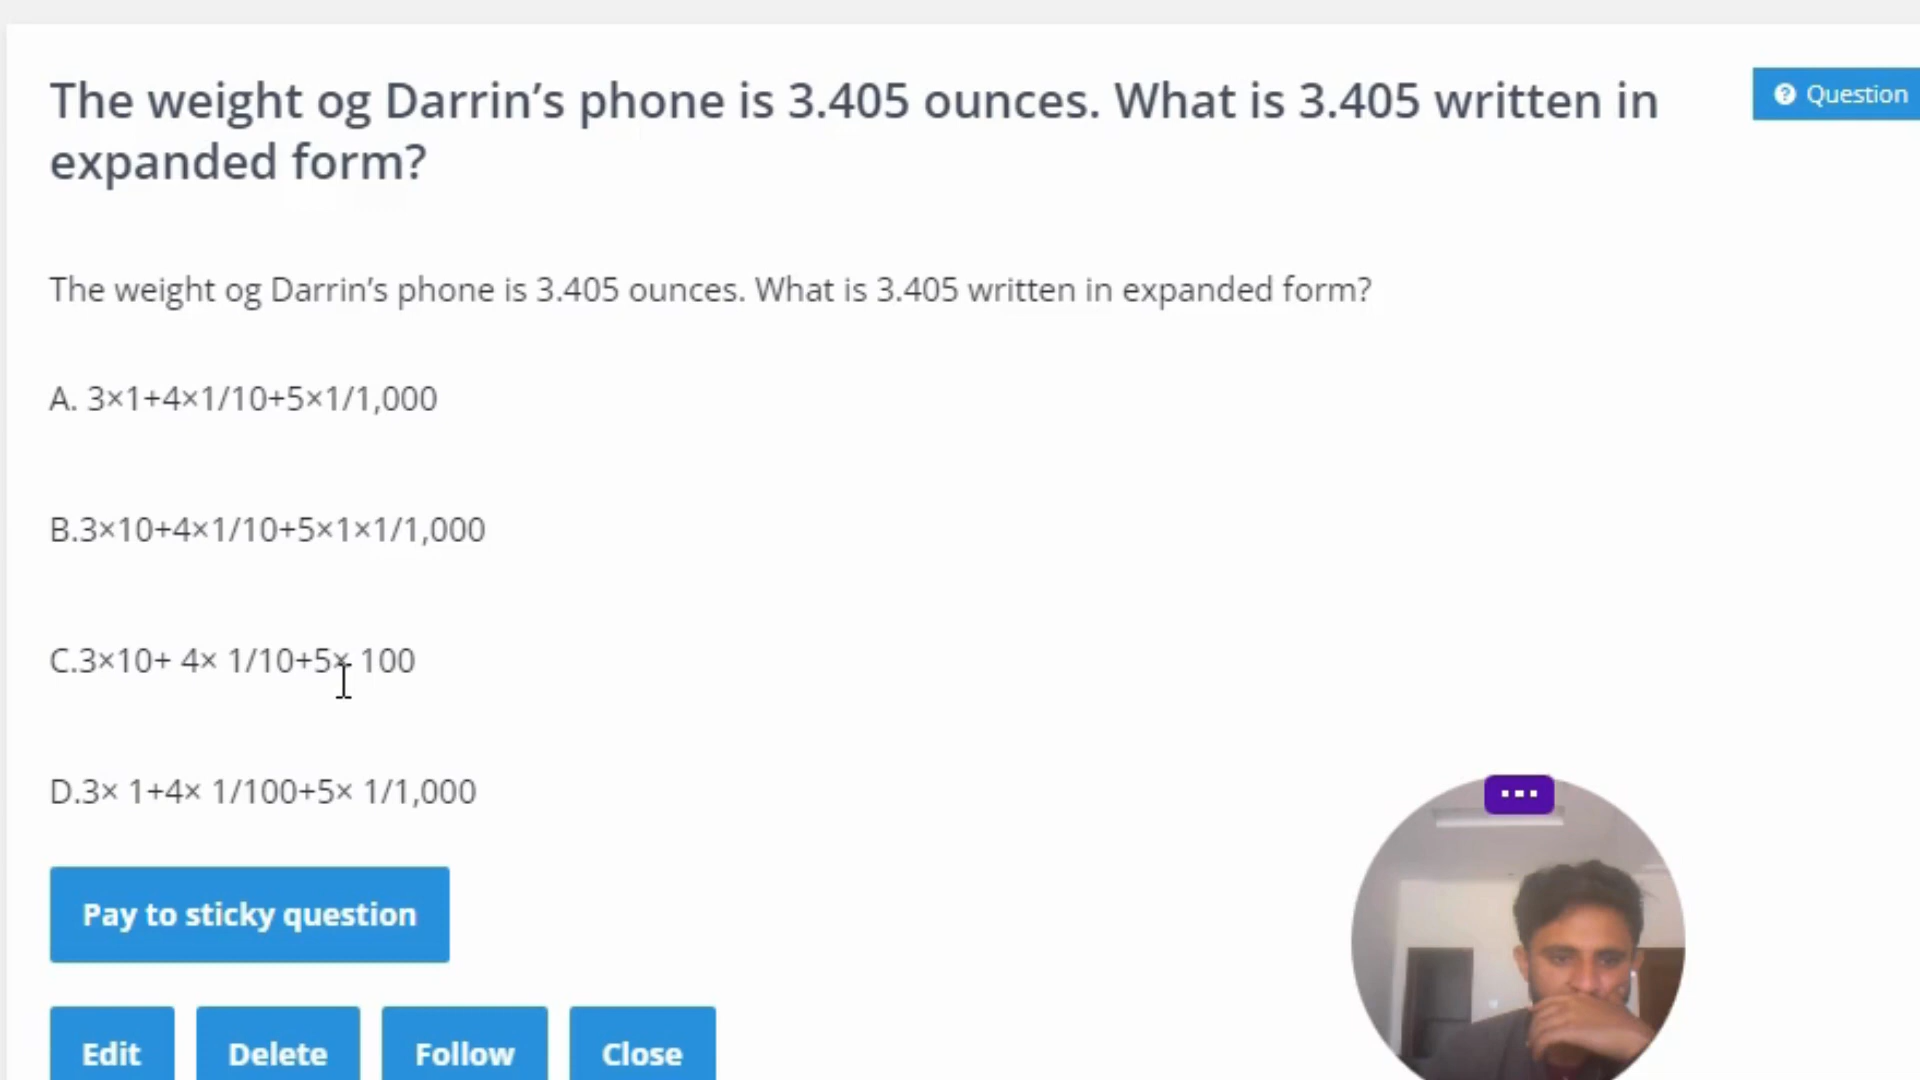 The weight og Darrin’s phone is 3.405 ounces. What is 3.405 written in
expanded form?
Question
The weight og Darrin’s phone is 3.405 ounces. What is 3.405 written in expanded form?
A. 3×1+4×1/10+5×1/1,000
B.3×10+4×1/10+5×1×1/1,000
C.3×10+ 4× 1/10+5× 100
D.3× 1+4× 1/100+5× 1/1,000
Pay to sticky question
Edit Delete Follow Close